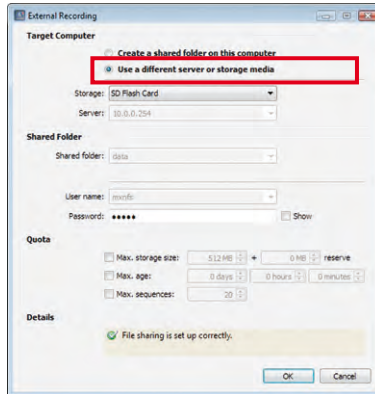 External Recording
Target Computer
Create a shared folder on this computer
Use a different server or storage media
Storage: SD Flash Card
Server: 10.0.0.254
Shared Folder
Shared folder: data
User name: mxnfs
Password: ●●●●● Show
Quota
Max. storage size: 512 MB + 0 MB reserve
Max. age: 0 days 0 hours 0 minutes
Max. sequences: 20
Details
File sharing is set up correctly.
OK Cancel